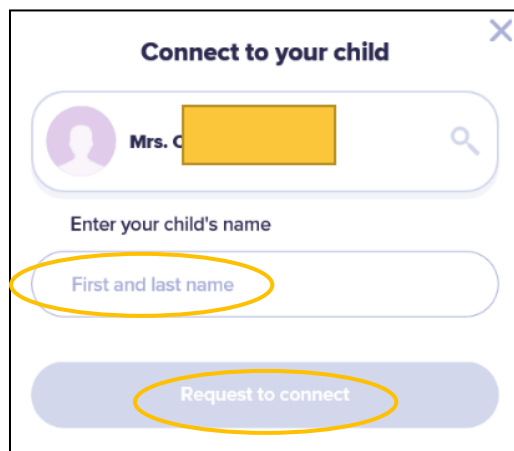 Connect to your child
Mrs.
Enter your child's name
First and last name
Request to connect